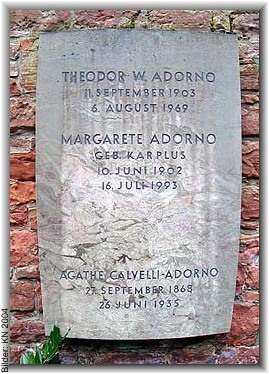 THEODOR W. ADORNO
11. SEPTEMBER 1903
6. AUGUST 1969
MARGARETE ADORNO
GEB. KARPLUS
10. JUNI 1902
16. JULI 1993
AGATHE CALVELLI-ADORNO
27. SEPTEMBER 1868
26. JUNI 1935
Bilder: KN 2004